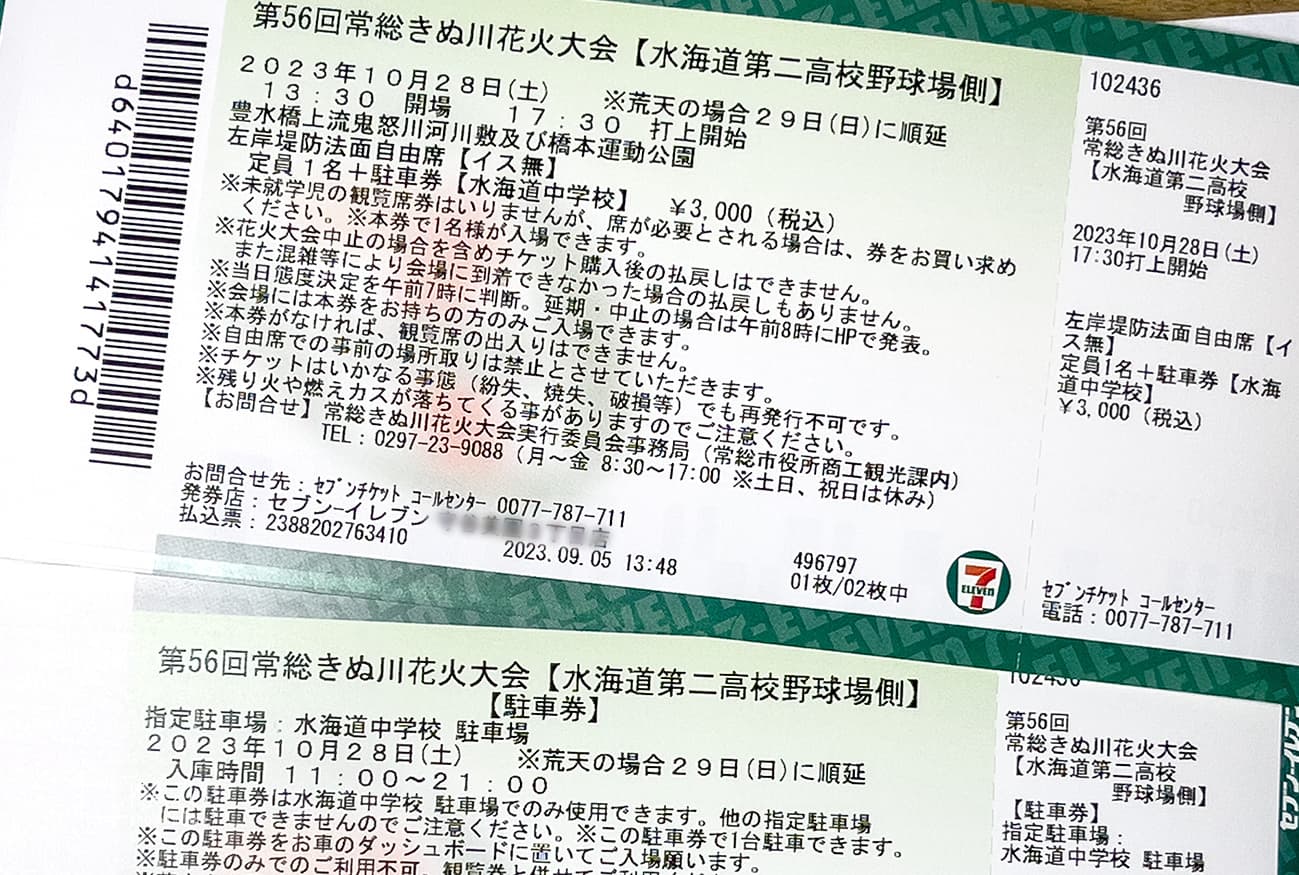 第56回常総きぬ川花火大会【水海道第二高校野球場側】
2023年10月28日(土) ※荒天の場合29日(日)に順延
13:30 開場 17:30 打上開始
豊水橋上流鬼怒川河川敷及び橋本運動公園
左岸堤防法面自由席【イス無】
定員1名+駐車券【水海道中学校】 ¥3,000 (税込)
※未就学児の観覧席券はいりませんが、席が必要とされる場合は、券をお買い求め
ください。※本券で1名様が入場できます。
※花火大会中止の場合を含めチケット購入後の払戻しはできません。
また混雑等により会場に到着できなかった場合の払戻しもありません。
※当日態度決定を午前7時に判断。延期・中止の場合は午前8時にHPで発表。
※会場には本券をお持ちの方のみご入場できます。
※本券がなければ、観覧席の出入りはできません。
※自由席での事前の場所取りは禁止とさせていただきます。
※チケットはいかなる事態(紛失、焼失、破損等)でも再発行不可です。
※残り火や燃えカスが落ちてくる事がありますのでご注意ください。
【お問合せ】常総きぬ川花火大会実行委員会事務局(常総市役所商工観光課内)
TEL:0297-23-9088 (月~金 8:30~17:00 ※土日、祝日は休み)
お問合せ先:セブンチケット コールセンター 0077-787-711
発券店:セブン-イレブン
払込票:2388202763410 2023.09.05 13:48
496797
01枚/02枚中
7
ELEVEN
d640179414177 3d
102436
第56回
常総きぬ川花火大会
【水海道第二高校
野球場側】
2023年10月28日(土)
17:30打上開始
左岸堤防法面自由席【イ
ス無】
定員1名+駐車券【水海
道中学校】
¥3,000 (税込)
セブンチケット コールセンター
電話:0077-787-711
第56回常総きぬ川花火大会【水海道第二高校野球場側】
【駐車券】
指定駐車場:水海道中学校 駐車場
2023年10月28日(土) ※荒天の場合29日(日)に順延
入庫時間 11:00~21:00
※この駐車券は水海道中学校 駐車場でのみ使用できます。他の指定駐車場
には駐車できませんのでご注意ください。※この駐車券で1台駐車できます。
※この駐車券をお車のダッシュボードに置いてご入場願います。
※駐車券のみでのご利用不可。観覧券と併せてご利用くだ
102436
第56回
常総きぬ川花火大会
【水海道第二高校
野球場側】
【駐車券】
指定駐車場:
水海道中学校 駐車場